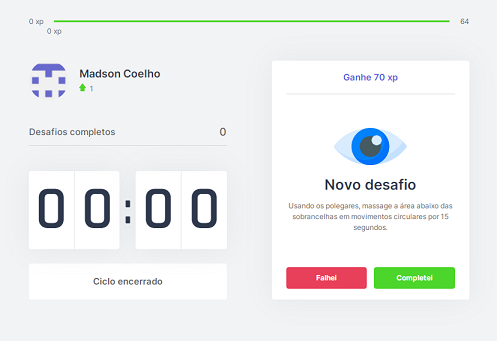 0 xp 64
0 xp
Madson Coelho
1
Desafios completos 0
00:00
Ciclo encerrado
Ganhe 70 xp
Novo desafio
Usando os polegares, massage a área abaixo das
sobrancelhas em movimentos circulares por 15
segundos.
Falhei Completei